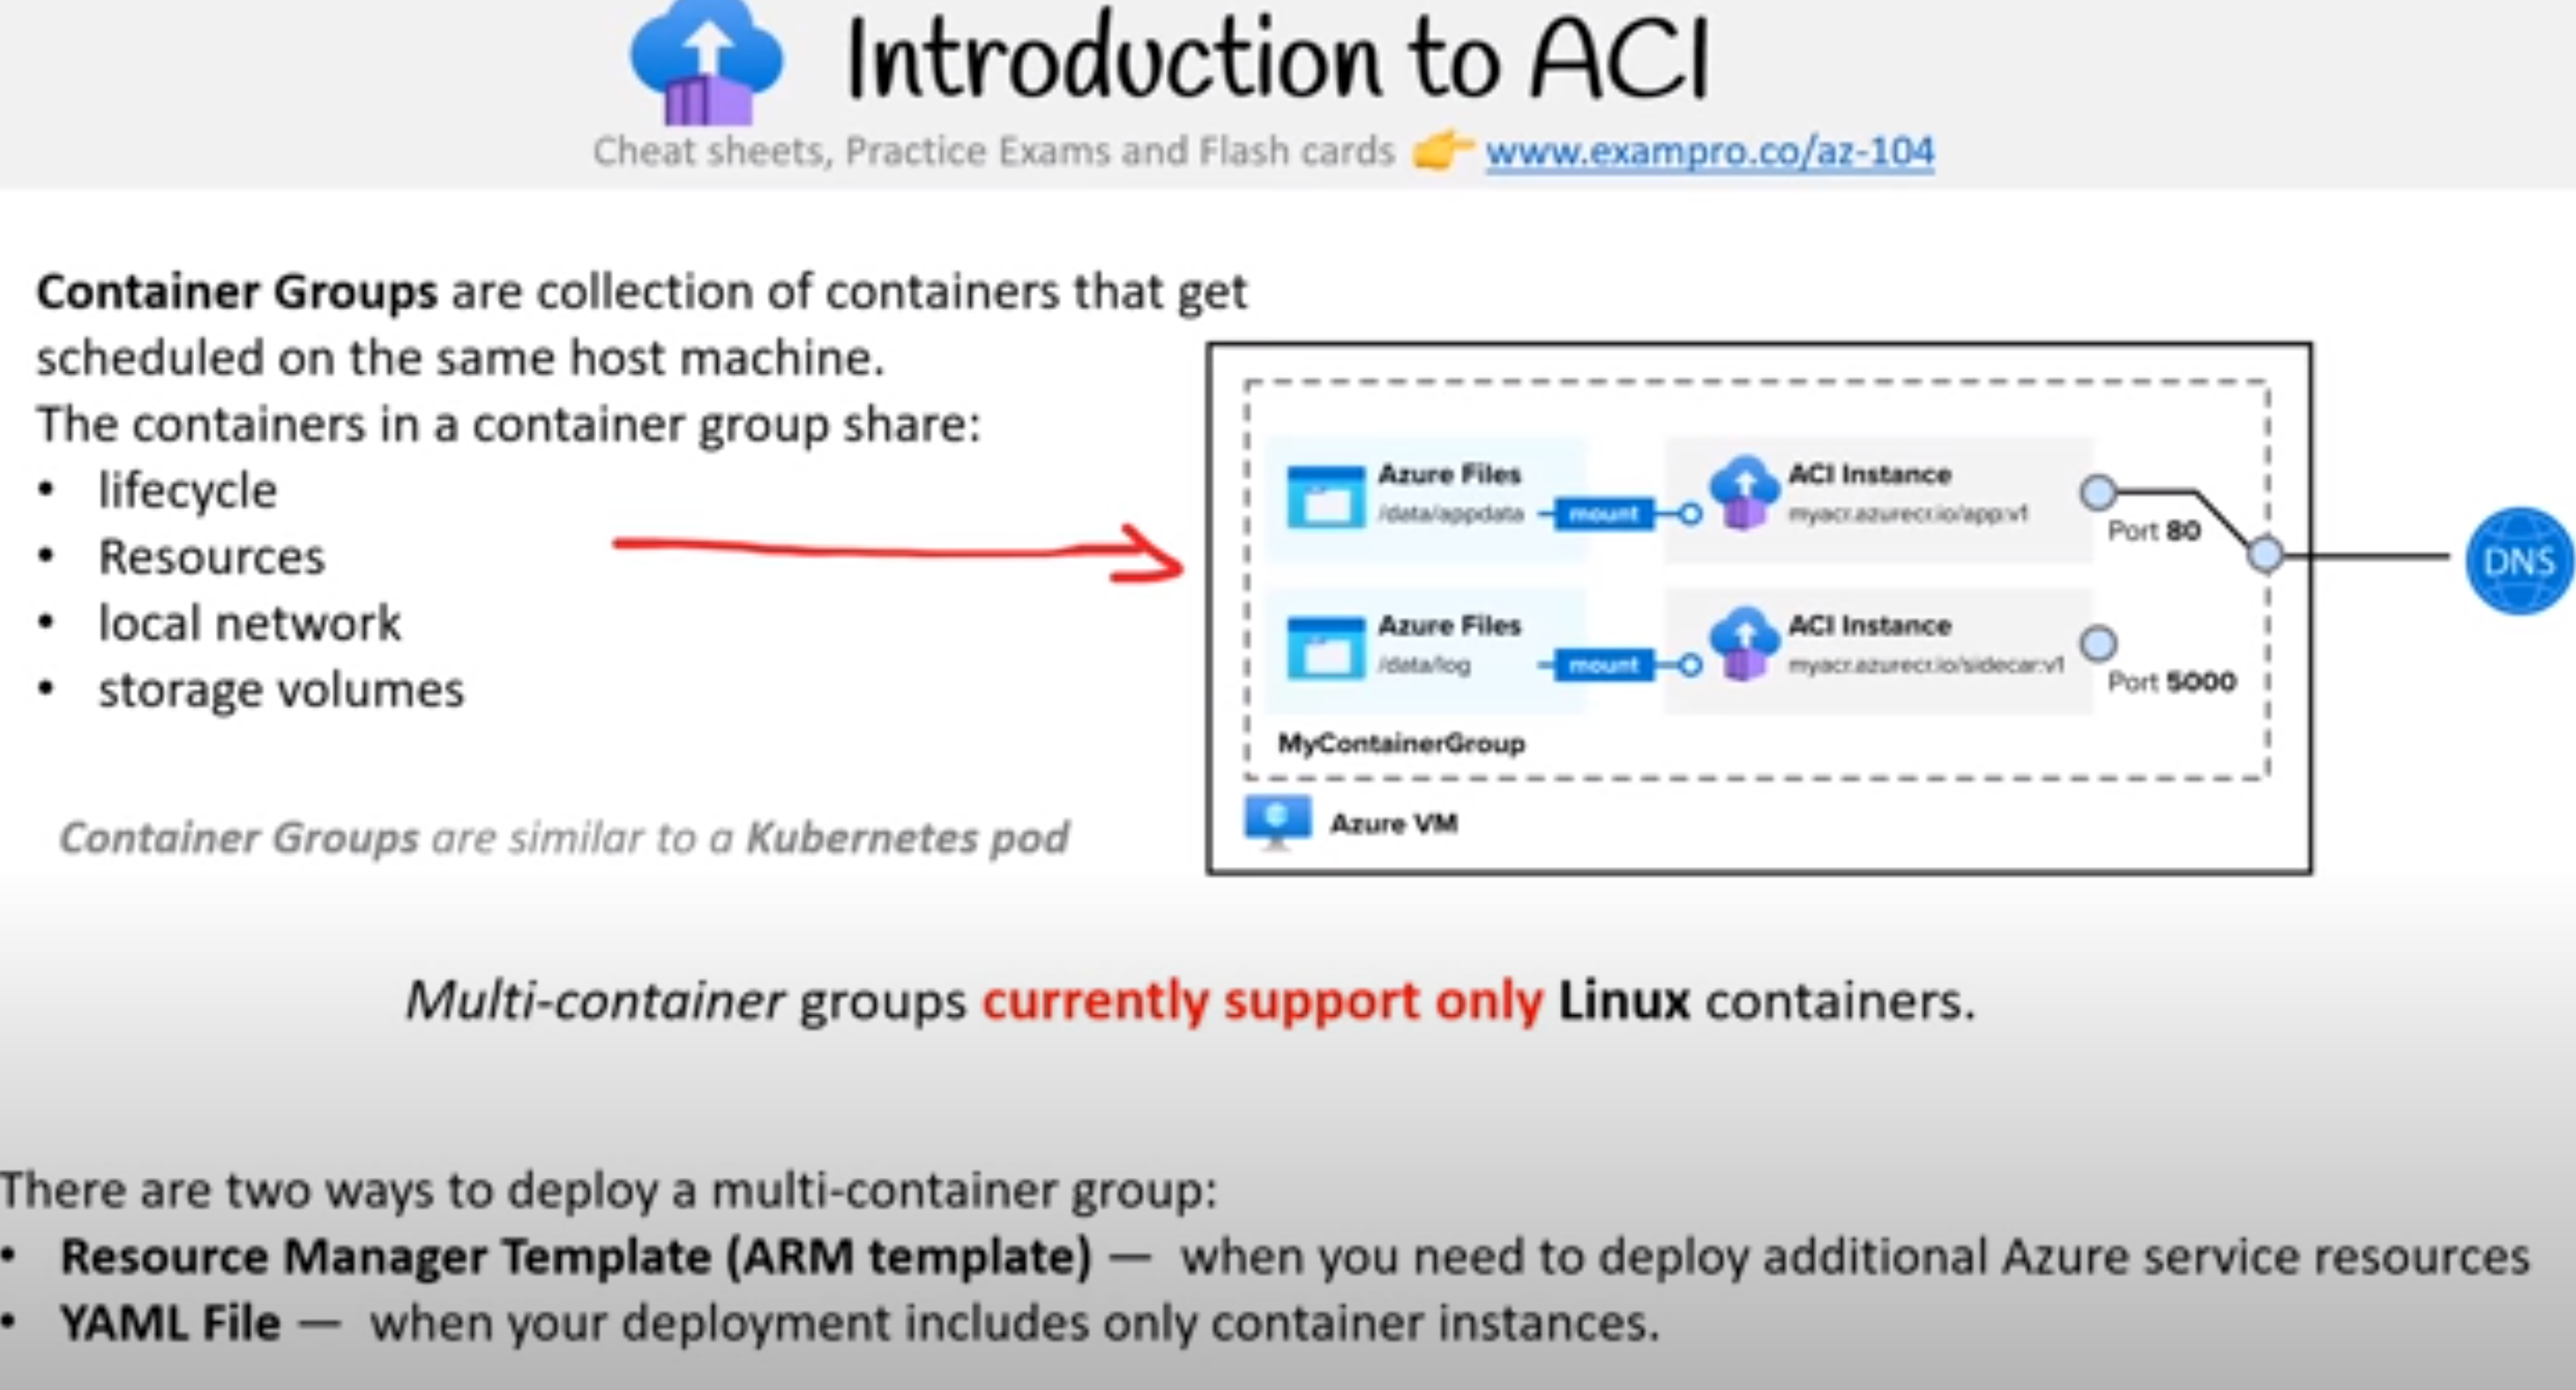 Introduction to ACI
Cheat sheets, Practice Exams and Flash cards 👉 www.exampro.co/az-104
Container Groups are collection of containers that get
scheduled on the same host machine.
The containers in a container group share:
• lifecycle
• Resources
• local network
• storage volumes
Container Groups are similar to a Kubernetes pod
Azure Files
/data/appdata
mount
ACI Instance
myacr.azurecr.io/app:v1
Port 80
DNS
Azure Files
/data/log
mount
ACI Instance
myacr.azurecr.io/sidecar:v1
Port 5000
MyContainerGroup
Azure VM
Multi-container groups currently support only Linux containers.
There are two ways to deploy a multi-container group:
• Resource Manager Template (ARM template) — when you need to deploy additional Azure service resources
• YAML File — when your deployment includes only container instances.